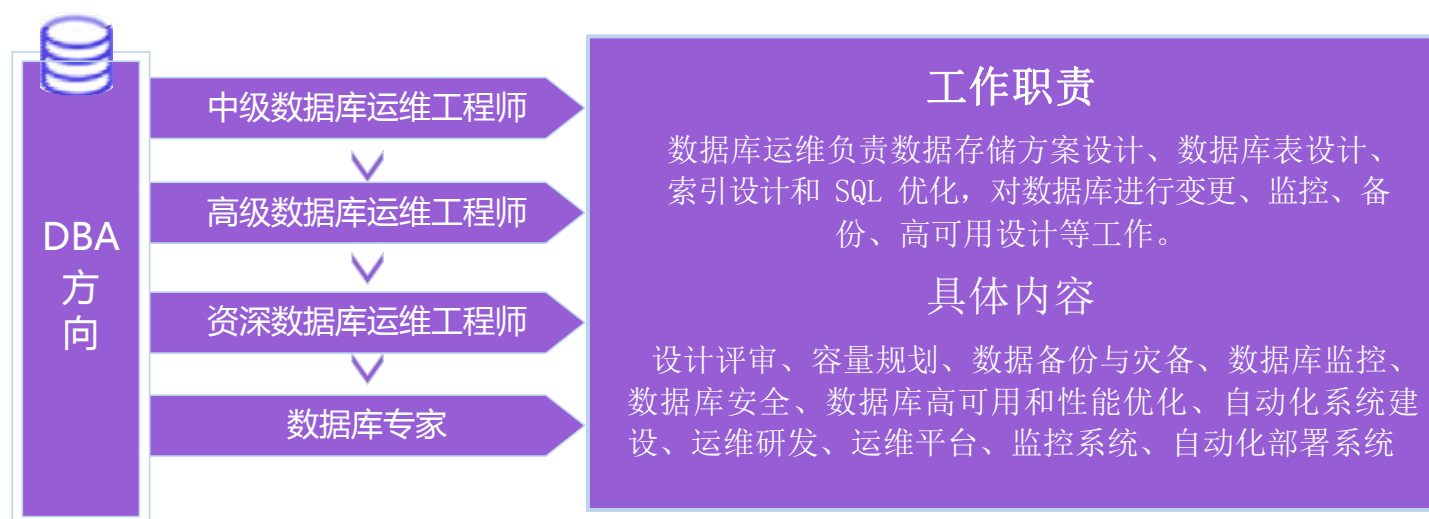 DBA
方
向
中级数据库运维工程师
高级数据库运维工程师
资深数据库运维工程师
数据库专家
工作职责
数据库运维负责数据存储方案设计、数据库表设计、
索引设计和 SQL 优化，对数据库进行变更、监控、备
份、高可用设计等工作。
具体内容
设计评审、容量规划、数据备份与灾备、数据库监控、
数据库安全、数据库高可用和性能优化、自动化系统建
设、运维研发、运维平台、监控系统、自动化部署系统